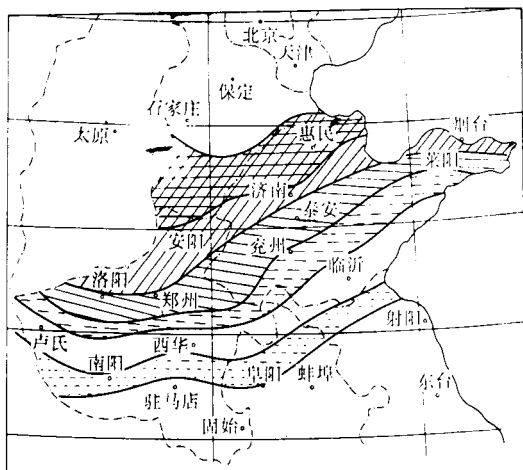 北京
天津
保定
石家庄
太原
惠民
烟台
莱阳
济南
泰安
安阳
兖州
临沂
洛阳
郑州
射阳
卢氏
西华
南阳
阜阳
蚌埠
东台
驻马店
固始